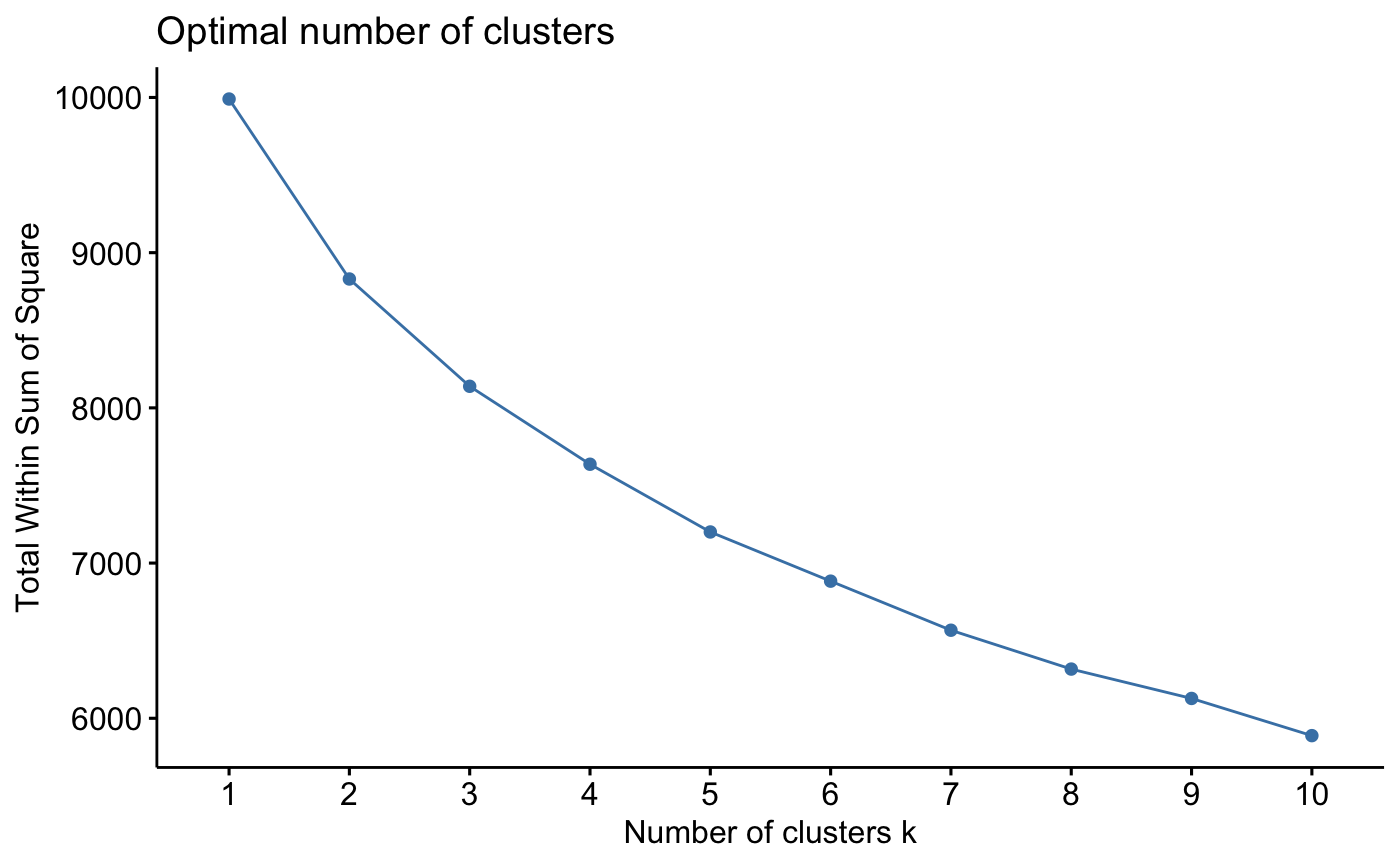 Optimal number of clusters
10000
9000
8000
7000
6000
Total Within Sum of Square
1 2 3 4 5 6 7 8 9 10
Number of clusters k